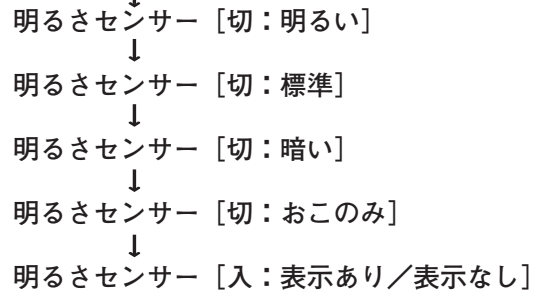 明るさセンサー［切：明るい］
明るさセンサー［切：標準］
明るさセンサー［切：暗い］
明るさセンサー［切：おこのみ］
明るさセンサー［入：表示あり／表示なし］